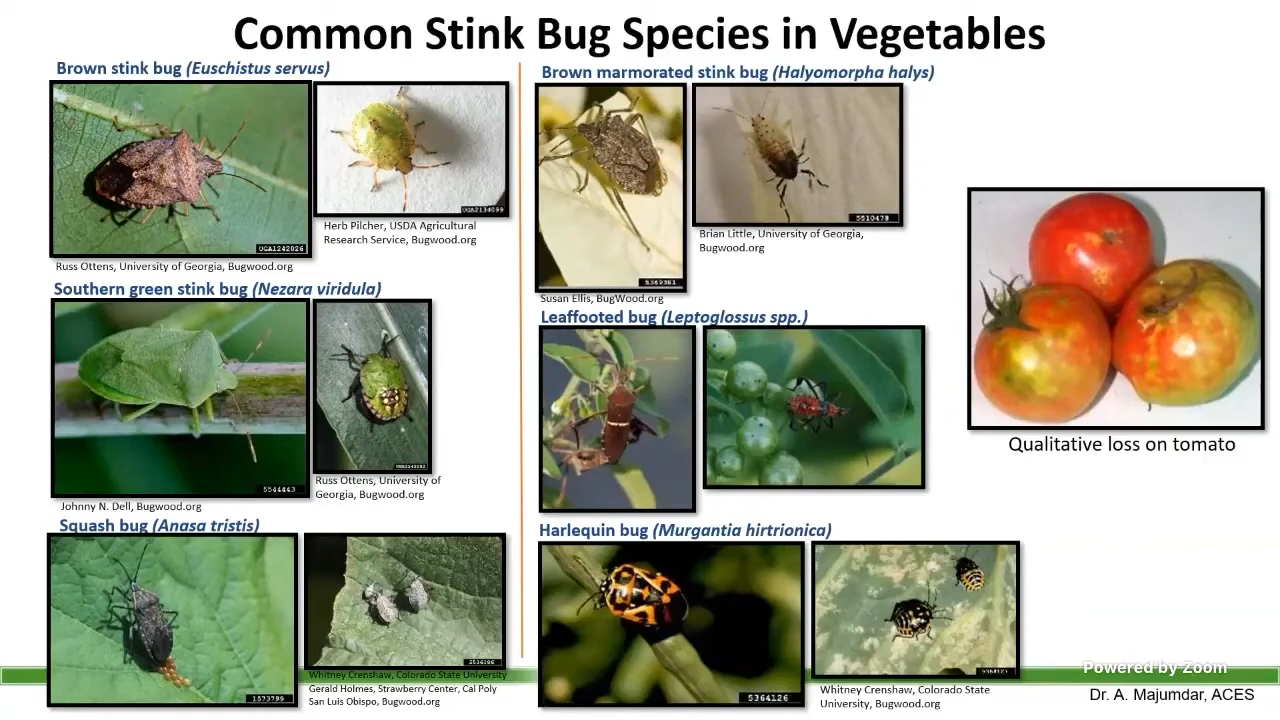 Common Stink Bug Species in Vegetables
Brown stink bug (Euschistus servus)
UGA1242026
Russ Ottens, University of Georgia, Bugwood.org
UGA2134099
Herb Pilcher, USDA Agricultural
Research Service, Bugwood.org
Southern green stink bug (Nezara viridula)
5544443
Johnny N. Dell, Bugwood.org
Russ Ottens, University of
Georgia, Bugwood.org
Squash bug (Anasa tristis)
1573799
5536386
Whitney Crenshaw, Colorado State University
Gerald Holmes, Strawberry Center, Cal Poly
San Luis Obispo, Bugwood.org
Brown marmorated stink bug (Halyomorpha halys)
Susan Ellis, BugWood.org
5510479
Brian Little, University of Georgia,
Bugwood.org
Leaffooted bug (Leptoglossus spp.)
Harlequin bug (Murgantia hirtrionica)
5364126
Whitney Crenshaw, Colorado State
University, Bugwood.org
Qualitative loss on tomato
Powered by Zoom
Dr. A. Majumdar, ACES